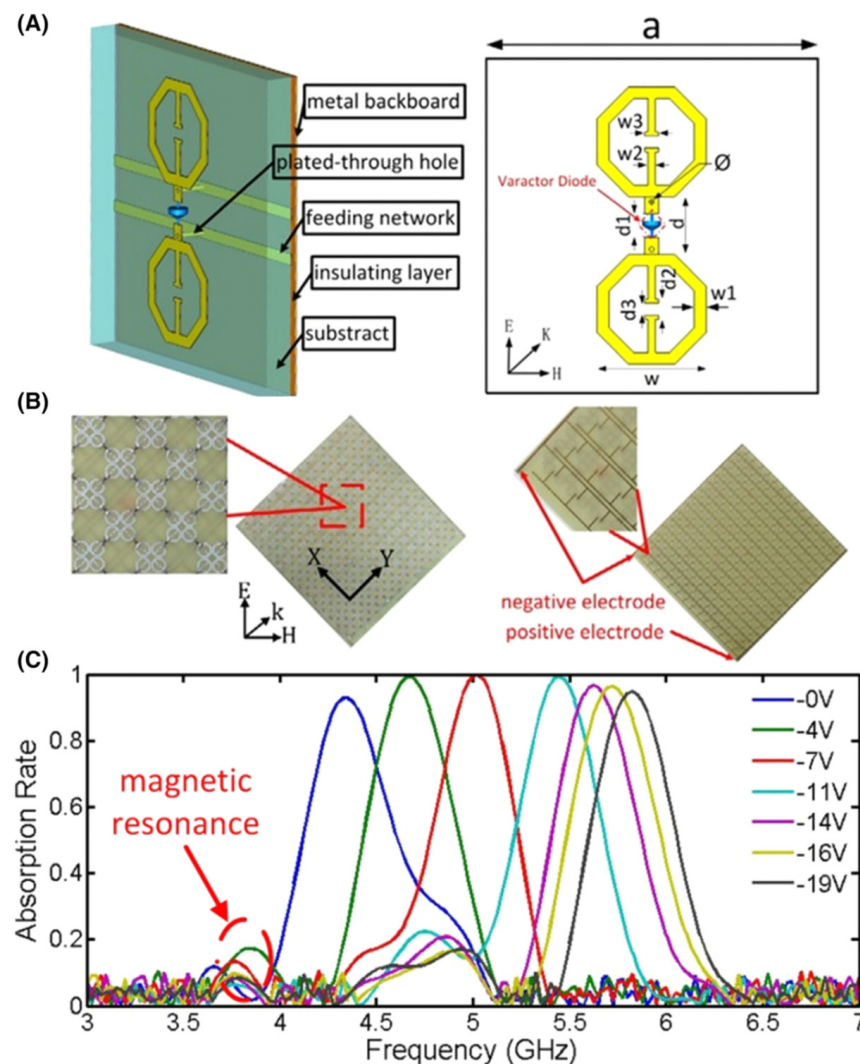 (A)
metal backboard
plated-through hole
feeding network
insulating layer
substract
a
w3
w2
Ø
Varactor Diode
d1
d
d2
d3
w1
w
E
K
H
(B)
X
Y
E
k
H
negative electrode
positive electrode
(C)
magnetic
resonance
Absorption Rate
1
0.8
0.6
0.4
0.2
0
-0V
-4V
-7V
-11V
-14V
-16V
-19V
3 3.5 4 4.5 5 5.5 6 6.5 7
Frequency (GHz)